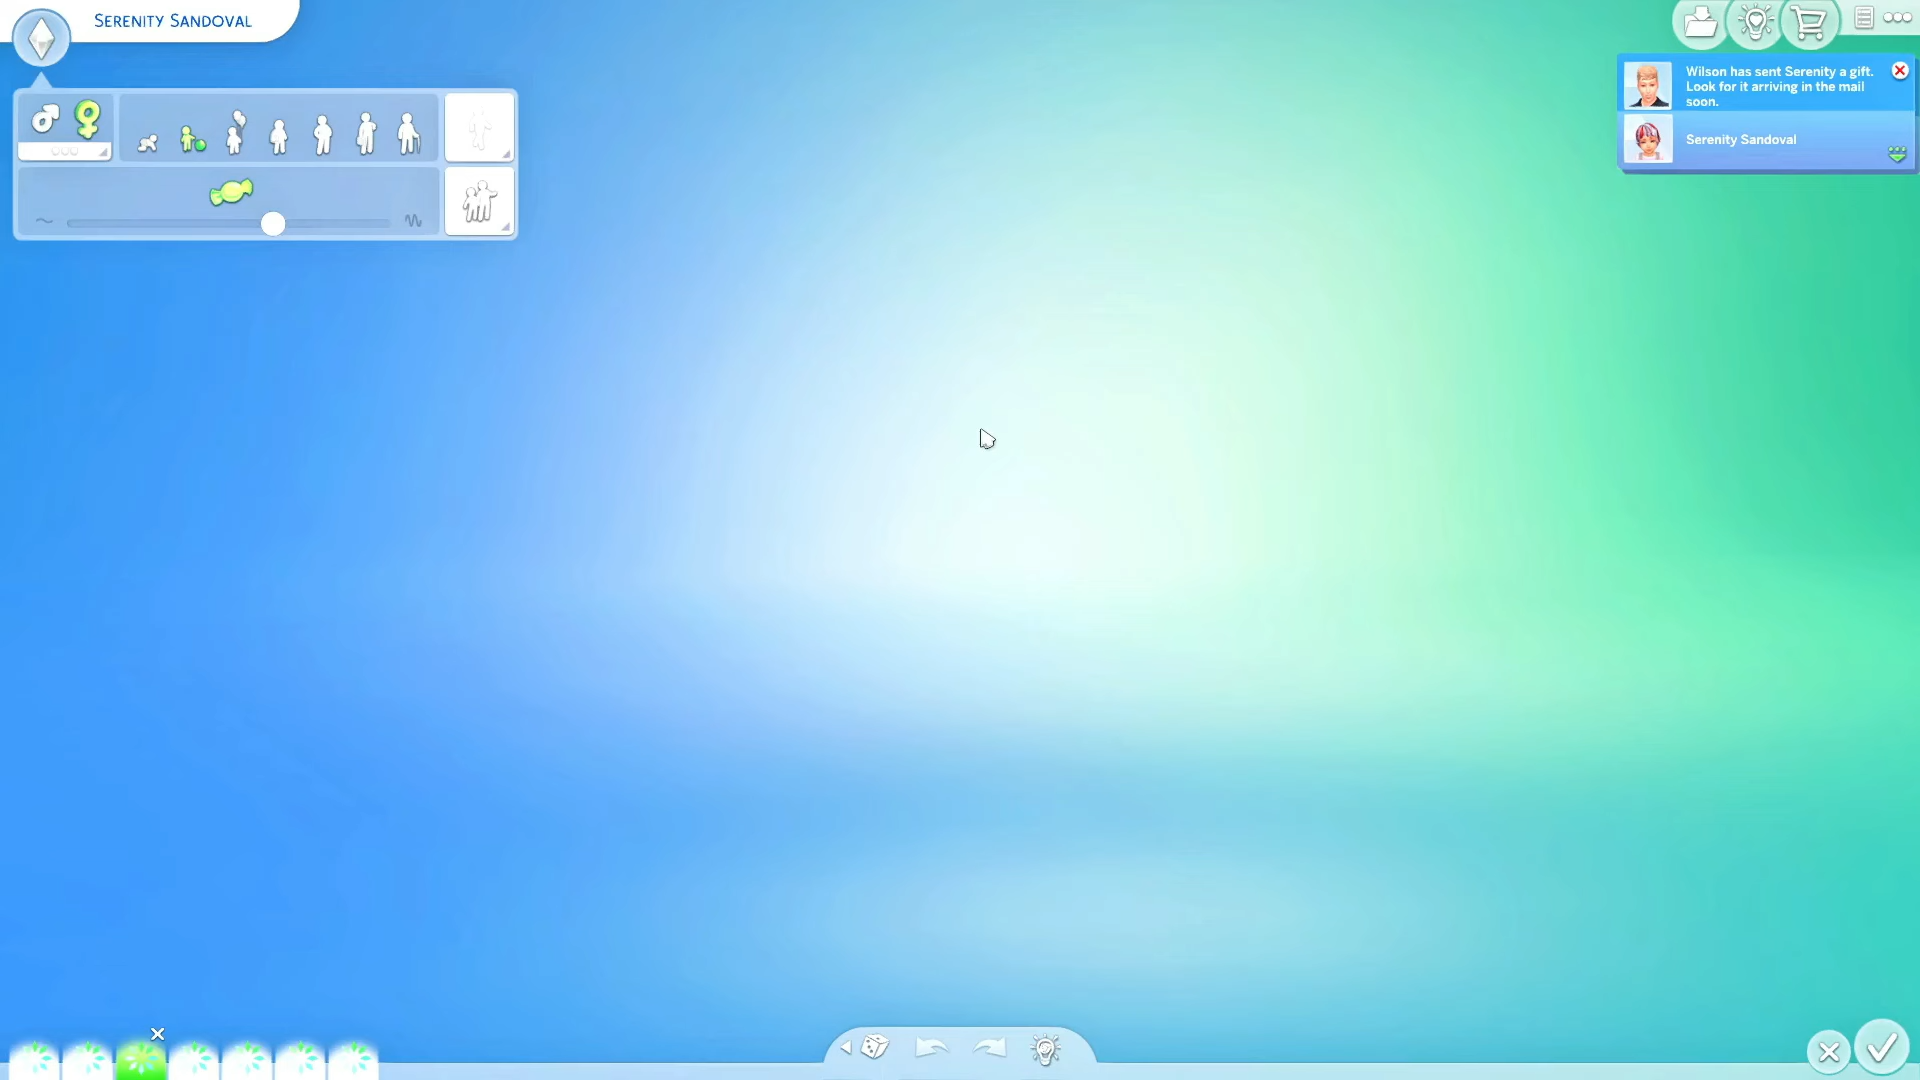 Serenity Sandoval
Wilson has sent Serenity a gift.
Look for it arriving in the mail
soon.
Serenity Sandoval